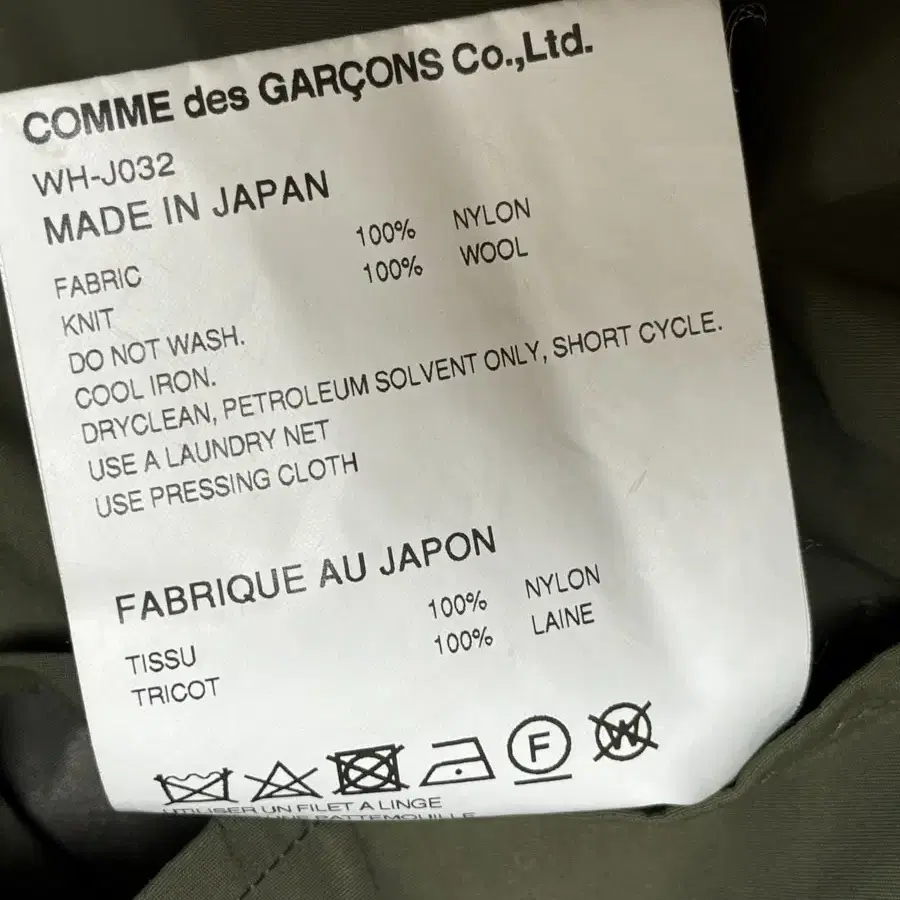 COMME des GARÇONS Co.,Ltd.
WH-J032
MADE IN JAPAN
FABRIC 100% NYLON
KNIT 100% WOOL
DO NOT WASH.
COOL IRON.
DRYCLEAN, PETROLEUM SOLVENT ONLY, SHORT CYCLE.
USE A LAUNDRY NET
USE PRESSING CLOTH
FABRIQUE AU JAPON
TISSU 100% NYLON
TRICOT 100% LAINE
F W
UTILISER UN FILET A LINGE
PATTEMOUILLE